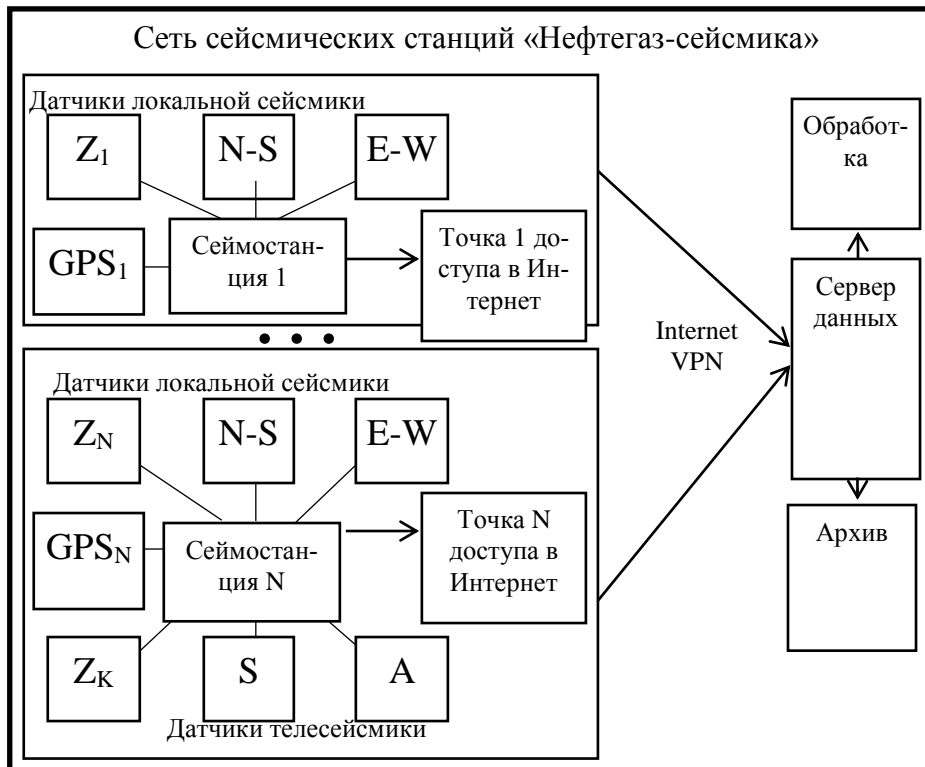 Сеть сейсмических станций «Нефтегаз-сейсмика»
Датчики локальной сейсмики
Z1
N-S
E-W
GPS1
Сеймостан-
ция 1
Точка 1 до-
ступа в Ин-
тернет
• • •
Датчики локальной сейсмики
ZN
N-S
E-W
GPSN
Сеймостан-
ция N
Точка N
доступа в
Интернет
ZK
S
A
Датчики телесейсмики
Internet
VPN
Обработ-
ка
Сервер
данных
Архив